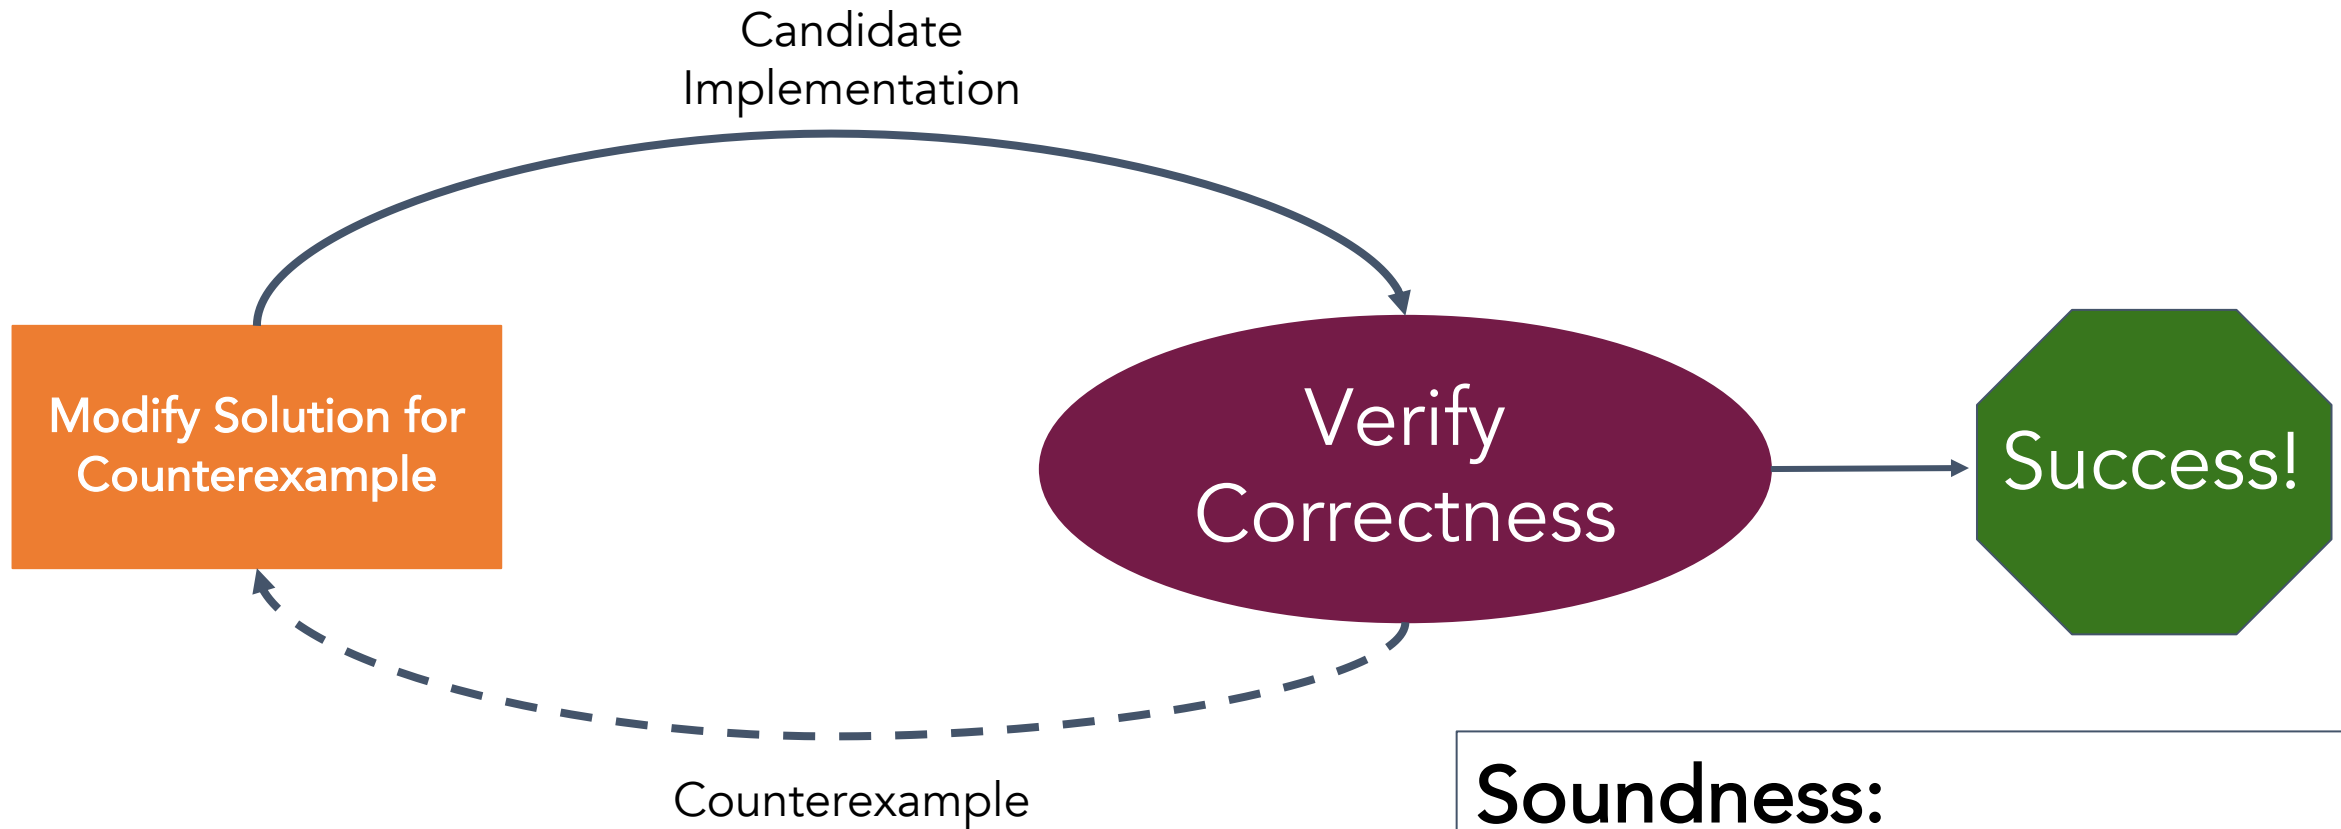 Candidate
Implementation
Modify Solution for
Counterexample
Verify
Correctness
Success!
Counterexample
Soundness: